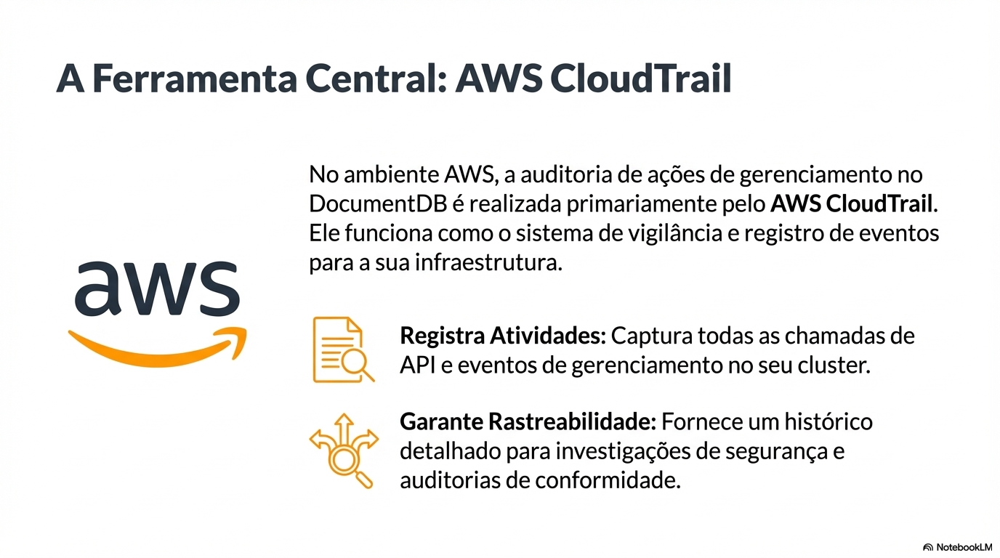 A Ferramenta Central: AWS CloudTrail
No ambiente AWS, a auditoria de ações de gerenciamento no
DocumentDB é realizada primariamente pelo AWS CloudTrail.
Ele funciona como o sistema de vigilância e registro de eventos
para a sua infraestrutura.
aws
Registra Atividades: Captura todas as chamadas de
API e eventos de gerenciamento no seu cluster.
Garante Rastreabilidade: Fornece um histórico
detalhado para investigações de segurança e
auditorias de conformidade.
NotebookLM